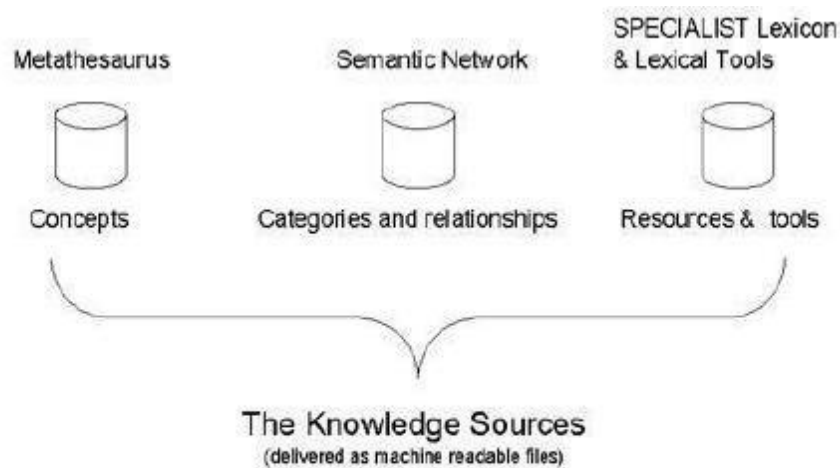 Metathesaurus
Semantic Network
SPECIALIST Lexicon
& Lexical Tools
Concepts
Categories and relationships
Resources & tools
The Knowledge Sources
(delivered as machine readable files)